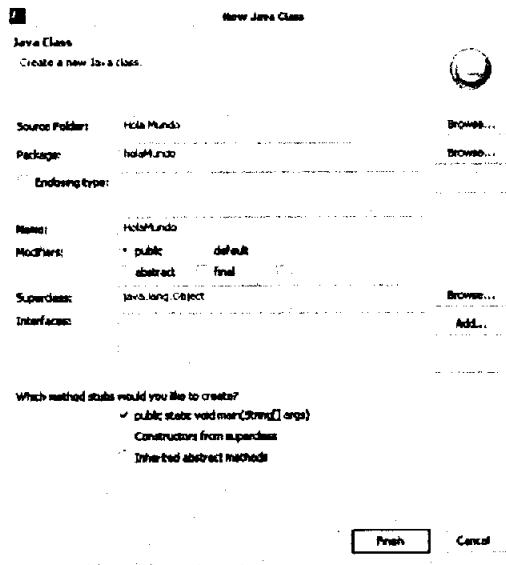 New Java Class
Java Class
Create a new Java class.
Source Folder: Hola Mundo Browse...
Package: holaMundo Browse...
Enclosing type:
Name: HolaMundo
Modifiers: public default
abstract final
Superclass: java.lang.Object Browse...
Interfaces: Add...
Which method stubs would you like to create?
public static void main(String[] args)
Constructors from superclass
Inherited abstract methods
Finish Cancel